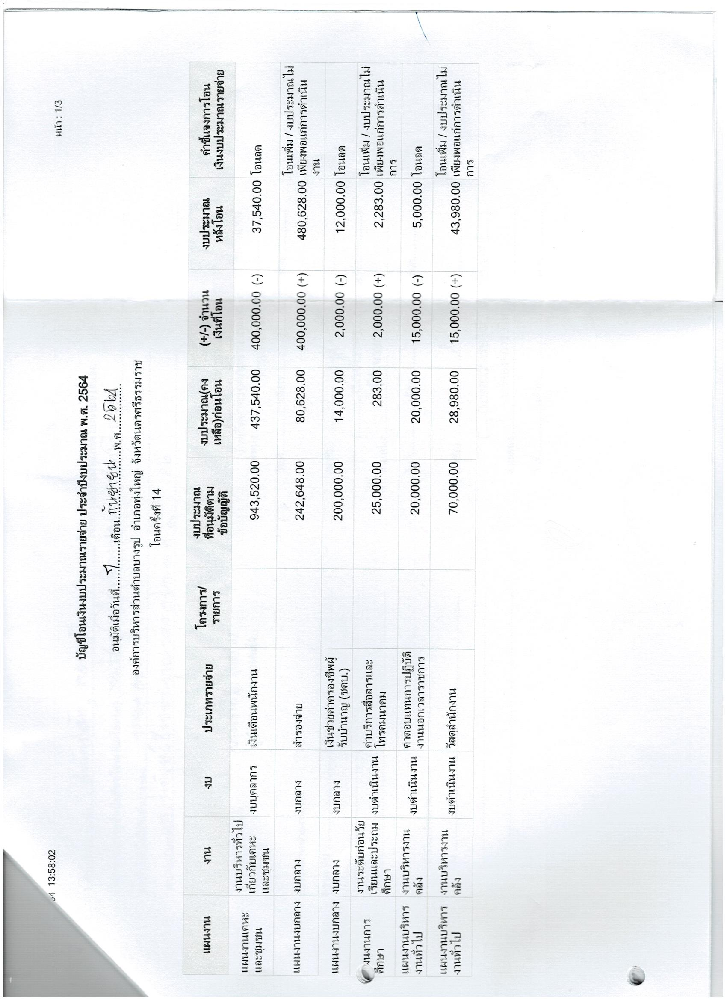 13:58:02
หน้า : 1/3
บัญชีโอนเงินงบประมาณรายจ่าย ประจำปีงบประมาณ พ.ศ. 2564
อนุมัติเมื่อวันที่.......7.......เดือน..กันยายน...พ.ศ....2564...
องค์การบริหารส่วนตำบลบางรูป อำเภอทุ่งใหญ่ จังหวัดนครศรีธรรมราช
โอนครั้งที่ 14
แผนงาน งาน งบ ประเภทรายจ่าย โครงการ/ งบประมาณ งบประมาณ(คง (+/-) จำนวน งบประมาณ คำชี้แจงการโอน
รายการ ที่อนุมัติตาม เหลือ)ก่อนโอน เงินที่โอน หลังโอน เงินงบประมาณรายจ่าย
ข้อบัญญัติ
แผนงานเคหะ งานบริหารทั่วไป งบบุคลากร เงินเดือนพนักงาน 943,520.00 437,540.00 400,000.00 (-) 37,540.00 โอนลด
และชุมชน เกี่ยวกับเคหะ
และชุมชน
แผนงานงบกลาง งบกลาง งบกลาง สำรองจ่าย 242,648.00 80,628.00 400,000.00 (+) 480,628.00 โอนเพิ่ม / งบประมาณไม่
เพียงพอแก่การดำเนิน
งาน
แผนงานงบกลาง งบกลาง งบกลาง เงินช่วยค่าครองชีพผู้ 200,000.00 14,000.00 2,000.00 (-) 12,000.00 โอนลด
รับบำนาญ (ชคบ.)
ผนงานการ งานระดับก่อนวัย งบดำเนินงาน ค่าบริการสื่อสารและ 25,000.00 283.00 2,000.00 (+) 2,283.00 โอนเพิ่ม / งบประมาณไม่
ศึกษา เรียนและประถม โทรคมนาคม เพียงพอแก่การดำเนิน
ศึกษา การ
แผนงานบริหาร งานบริหารงาน งบดำเนินงาน ค่าตอบแทนการปฏิบัติ 20,000.00 20,000.00 15,000.00 (-) 5,000.00 โอนลด
งานทั่วไป คลัง งานนอกเวลาราชการ
แผนงานบริหาร งานบริหารงาน งบดำเนินงาน วัสดุสำนักงาน 70,000.00 28,980.00 15,000.00 (+) 43,980.00 โอนเพิ่ม / งบประมาณไม่
งานทั่วไป คลัง เพียงพอแก่การดำเนิน
การ